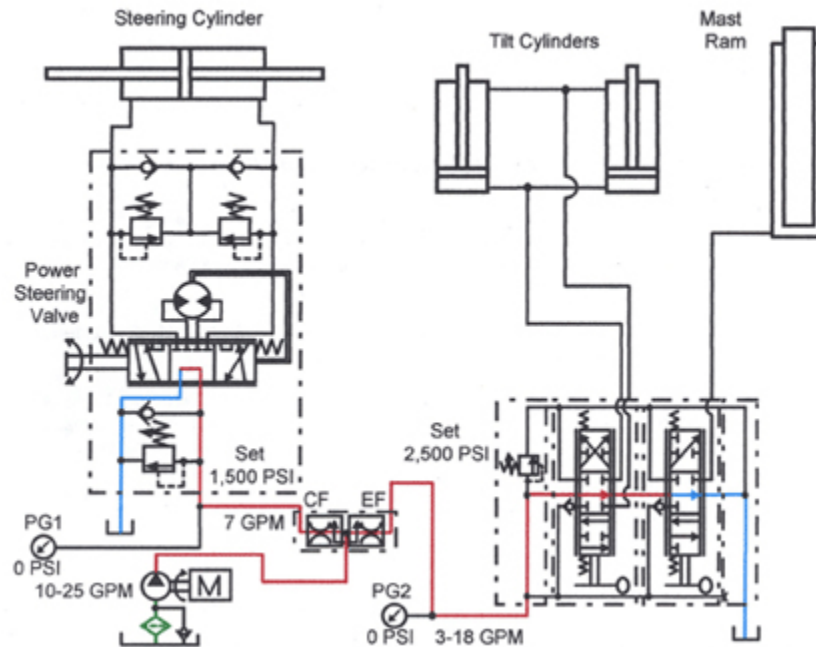 Steering Cylinder
Tilt Cylinders
Mast
Ram
Power
Steering
Valve
Set
1,500 PSI
Set
2,500 PSI
CF
EF
7 GPM
PG1
0 PSI
10-25 GPM
M
PG2
0 PSI
3-18 GPM